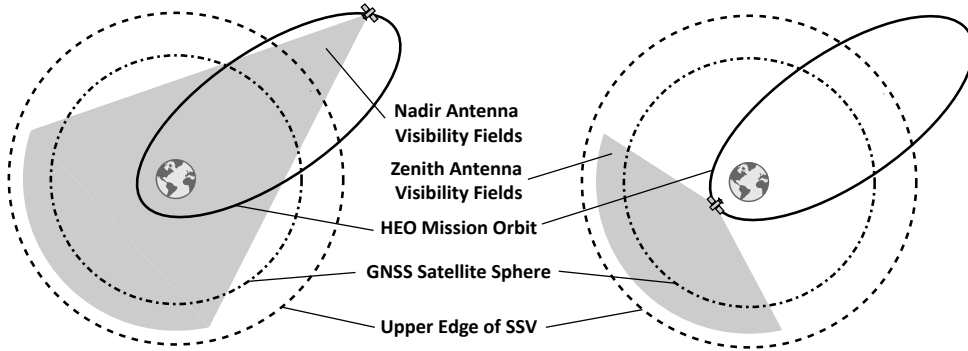 Nadir Antenna
Visibility Fields
Zenith Antenna
Visibility Fields
HEO Mission Orbit
GNSS Satellite Sphere
Upper Edge of SSV